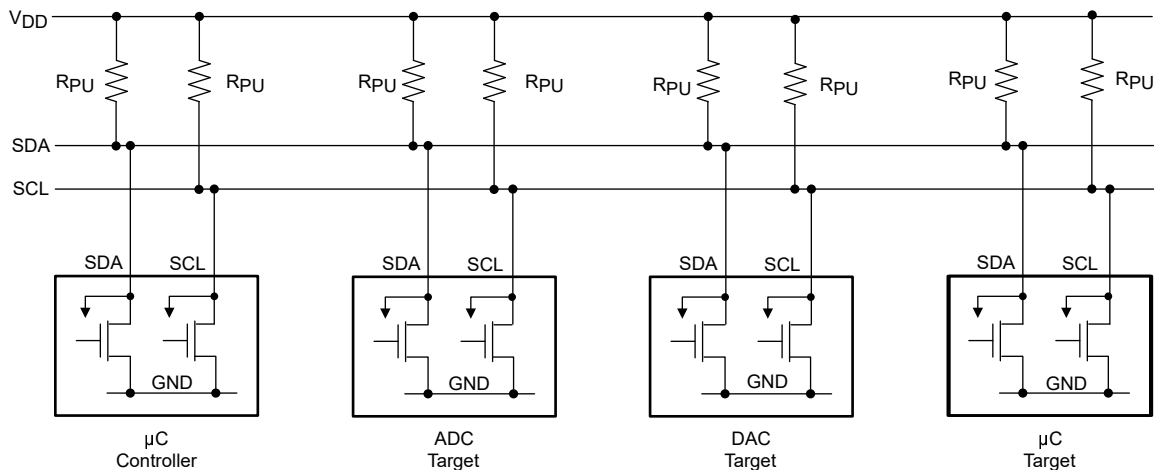 VDD
RPU RPU RPU RPU RPU RPU RPU RPU
SDA
SCL
SDA SCL SDA SCL SDA SCL SDA SCL
GND GND GND GND
µC
Controller
ADC
Target
DAC
Target
µC
Target